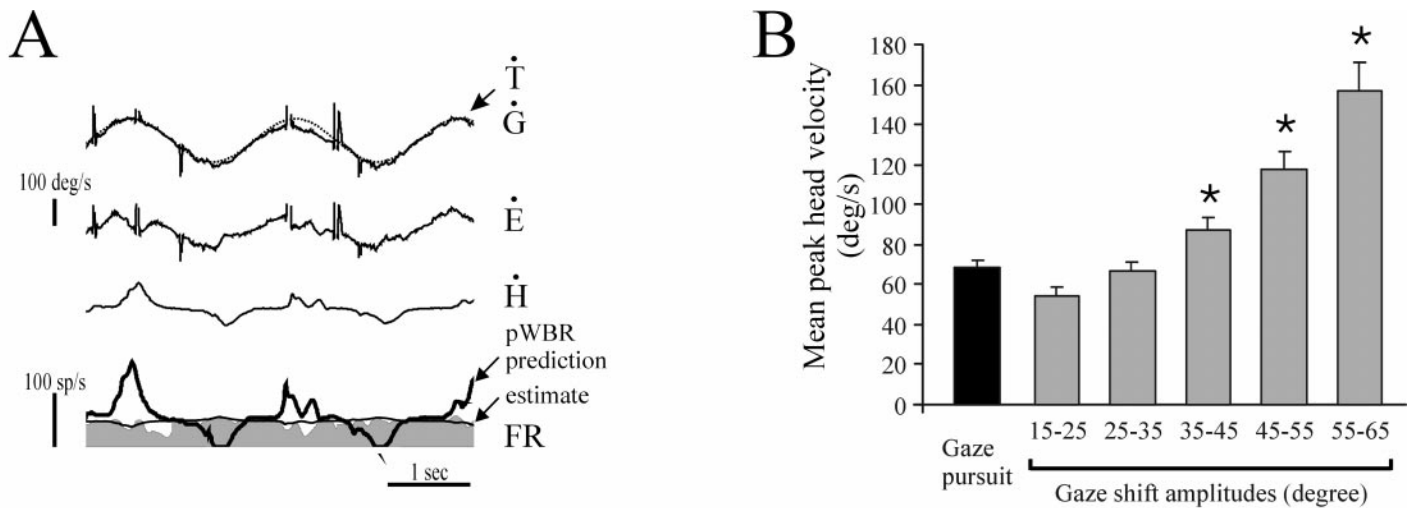 A
Ṫ
Ġ
100 deg/s
Ė
Ḣ
pWBR
prediction
100 sp/s
estimate
FR
1 sec
B
Mean peak head velocity
(deg/s)
180
160
140
120
100
80
60
40
20
0
*
*
*
Gaze
pursuit
15-25
25-35
35-45
45-55
55-65
Gaze shift amplitudes (degree)